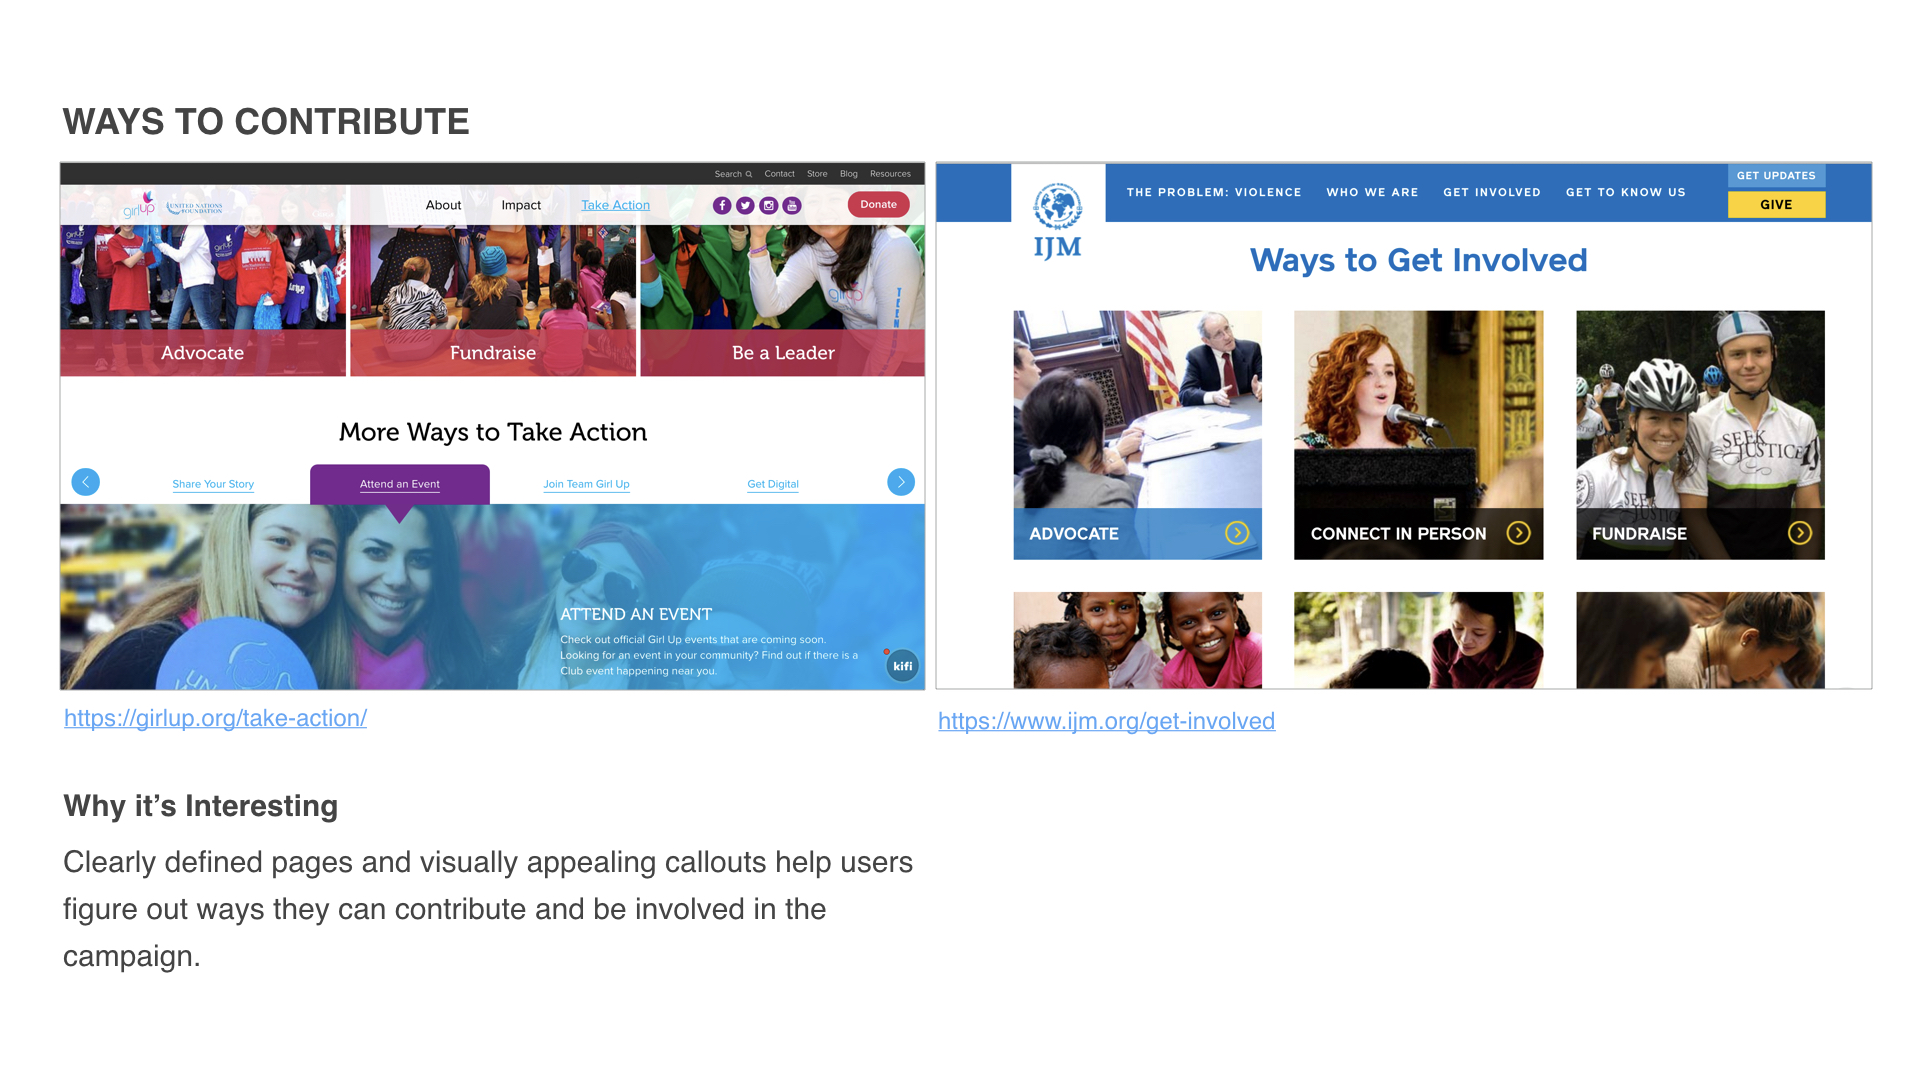 WAYS TO CONTRIBUTE
Search Contact Store Blog Resources
girlup UNITED NATIONS FOUNDATION
About Impact Take Action
Donate
Advocate Fundraise Be a Leader
More Ways to Take Action
Share Your Story Attend an Event Join Team Girl Up Get Digital
ATTEND AN EVENT
Check out official Girl Up events that are coming soon.
Looking for an event in your community? Find out if there is a
Club event happening near you.
kifi
https://girlup.org/take-action/
IJM
THE PROBLEM: VIOLENCE WHO WE ARE GET INVOLVED GET TO KNOW US
GET UPDATES
GIVE
Ways to Get Involved
SEEK JUSTICE
SEEK JUSTICE
ADVOCATE CONNECT IN PERSON FUNDRAISE
https://www.ijm.org/get-involved
Why it’s Interesting
Clearly defined pages and visually appealing callouts help users
figure out ways they can contribute and be involved in the
campaign.